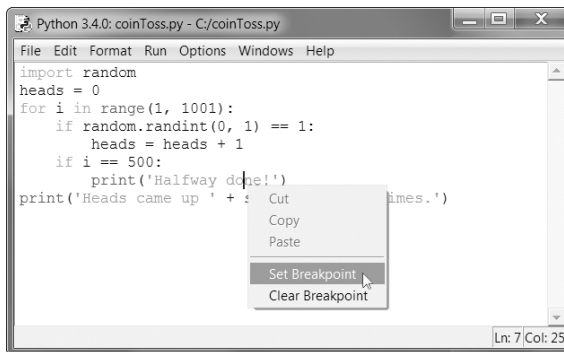 Python 3.4.0: coinToss.py - C:/coinToss.py
File Edit Format Run Options Windows Help
import random
heads = 0
for i in range(1, 1001):
    if random.randint(0, 1) == 1:
        heads = heads + 1
    if i == 500:
        print('Halfway done!')
print('Heads came up ' + imes.')
Cut
Copy
Paste
Set Breakpoint
Clear Breakpoint
Ln: 7 Col: 25